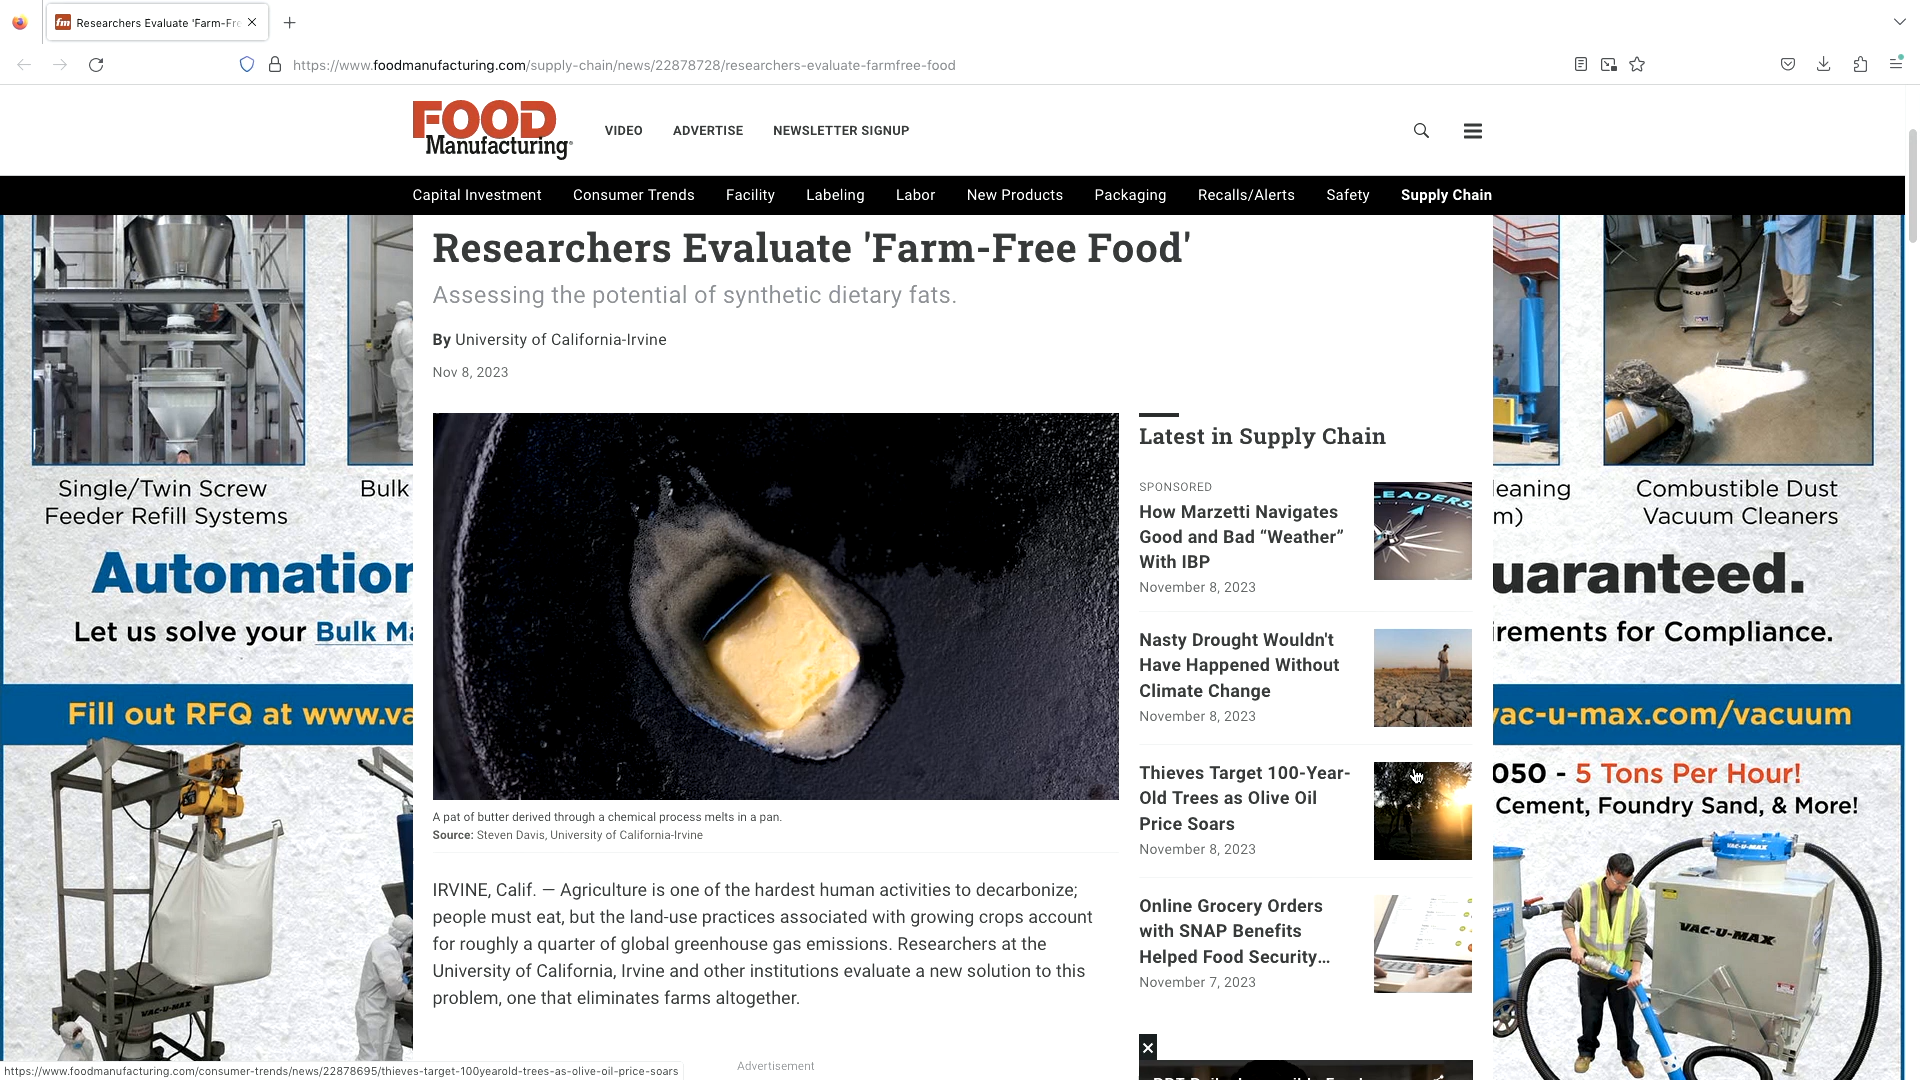 fm Researchers Evaluate 'Farm-Fre
https://www.foodmanufacturing.com/supply-chain/news/22878728/researchers-evaluate-farmfree-food
FOOD
Manufacturing
VIDEO
ADVERTISE
NEWSLETTER SIGNUP
Capital Investment
Consumer Trends
Facility
Labeling
Labor
New Products
Packaging
Recalls/Alerts
Safety
Supply Chain
Researchers Evaluate 'Farm-Free Food'
Assessing the potential of synthetic dietary fats.
By University of California-Irvine
Nov 8, 2023
A pat of butter derived through a chemical process melts in a pan.
Source: Steven Davis, University of California-Irvine
IRVINE, Calif. — Agriculture is one of the hardest human activities to decarbonize;
people must eat, but the land-use practices associated with growing crops account
for roughly a quarter of global greenhouse gas emissions. Researchers at the
University of California, Irvine and other institutions evaluate a new solution to this
problem, one that eliminates farms altogether.
Advertisement
Latest in Supply Chain
SPONSORED
How Marzetti Navigates
Good and Bad “Weather”
With IBP
November 8, 2023
LEADERS
Nasty Drought Wouldn't
Have Happened Without
Climate Change
November 8, 2023
Thieves Target 100-Year-
Old Trees as Olive Oil
Price Soars
November 8, 2023
Online Grocery Orders
with SNAP Benefits
Helped Food Security...
November 7, 2023
Single/Twin Screw
Feeder Refill Systems
Bulk
Automation
Let us solve your Bulk Ma
Fill out RFQ at www.va
VAC-U-MAX
VAC-U-MAX
leaning
m)
Combustible Dust
Vacuum Cleaners
uaranteed.
irements for Compliance.
vac-u-max.com/vacuum
050 - 5 Tons Per Hour!
Cement, Foundry Sand, & More!
VAC-U-MAX
VAC-U-MAX
https://www.foodmanufacturing.com/consumer-trends/news/22878695/thieves-target-100yearold-trees-as-olive-oil-price-soars